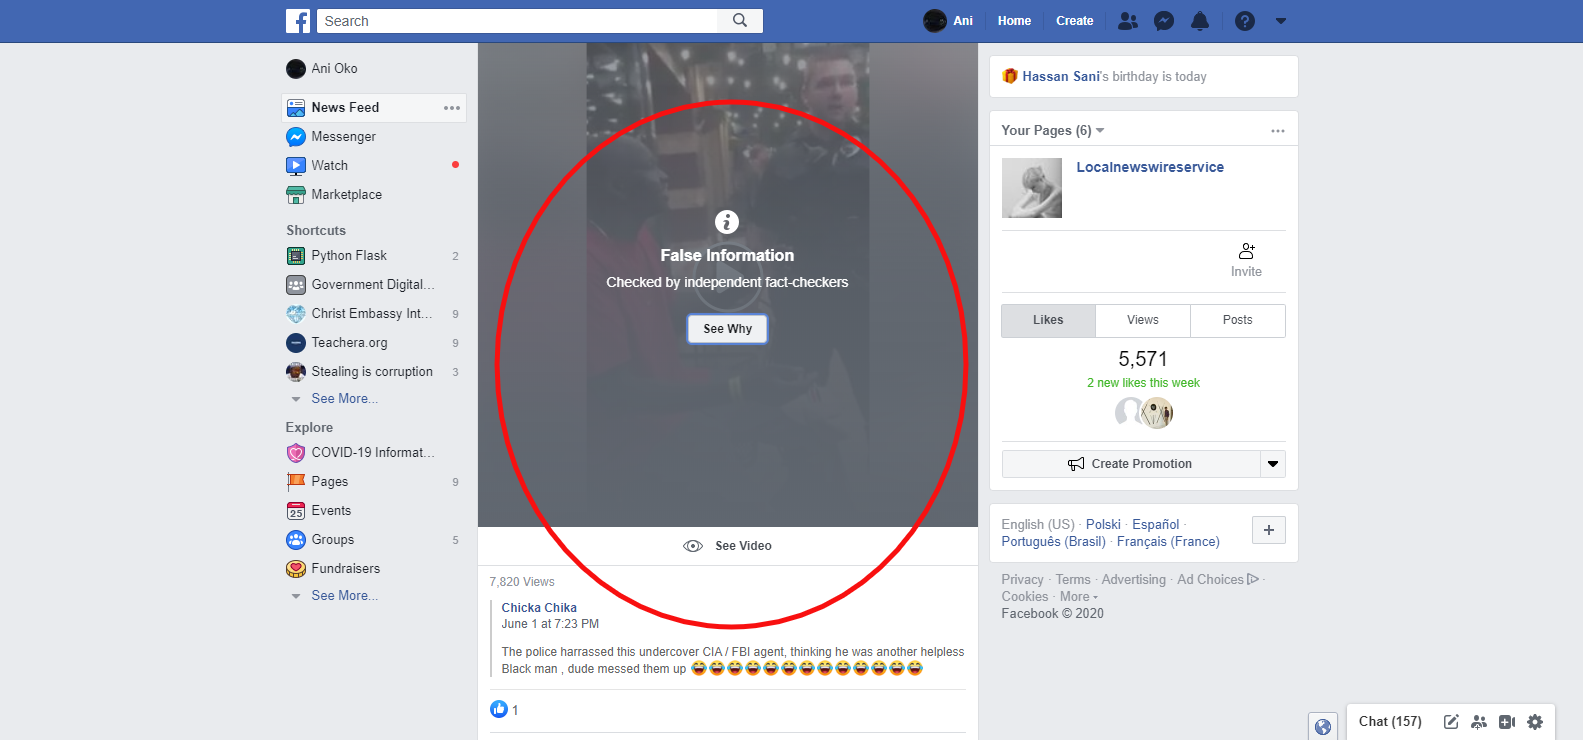 Search
Ani
Home
Create
Ani Oko
News Feed
Messenger
Watch
Marketplace
Shortcuts
Python Flask 2
Government Digital...
Christ Embassy Int... 9
Teachera.org 9
Stealing is corruption 3
See More...
Explore
COVID-19 Informat...
Pages 9
Events
25
Groups 5
Fundraisers
See More...
False Information
Checked by independent fact-checkers
See Why
See Video
7,820 Views
Chicka Chika
June 1 at 7:23 PM
The police harrassed this undercover CIA / FBI agent, thinking he was another helpless
Black man , dude messed them up 😂😂😂😂😂😂😂😂😂😂😂😂😂
1
Hassan Sani's birthday is today
Your Pages (6)
Localnewswireservice
Invite
Likes
Views
Posts
5,571
2 new likes this week
Create Promotion
English (US) · Polski · Español ·
Português (Brasil) · Français (France)
Privacy · Terms · Advertising · Ad Choices ·
Cookies · More
Facebook © 2020
Chat (157)